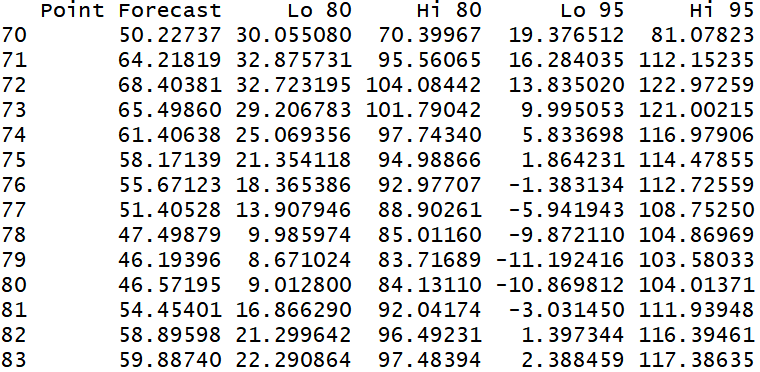 Point Forecast Lo 80 Hi 80 Lo 95 Hi 95
70 50.22737 30.055080 70.39967 19.376512 81.07823
71 64.21819 32.875731 95.56065 16.284035 112.15235
72 68.40381 32.723195 104.08442 13.835020 122.97259
73 65.49860 29.206783 101.79042 9.995053 121.00215
74 61.40638 25.069356 97.74340 5.833698 116.97906
75 58.17139 21.354118 94.98866 1.864231 114.47855
76 55.67123 18.365386 92.97707 -1.383134 112.72559
77 51.40528 13.907946 88.90261 -5.941943 108.75250
78 47.49879 9.985974 85.01160 -9.872110 104.86969
79 46.19396 8.671024 83.71689 -11.192416 103.58033
80 46.57195 9.012800 84.13110 -10.869812 104.01371
81 54.45401 16.866290 92.04174 -3.031450 111.93948
82 58.89598 21.299642 96.49231 1.397344 116.39461
83 59.88740 22.290864 97.48394 2.388459 117.38635